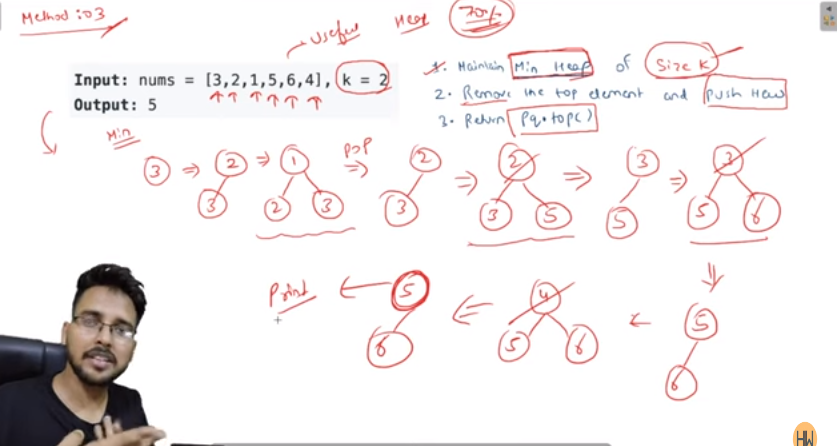 Method :03
Useful Heap 70%
Input: nums = [3,2,1,5,6,4], k = 2
Output: 5
1. Maintain Min Heap of Size K
2. Remove the top element and push New
3. Return Pq.top()
Min
3 ⇒ 2 ⇒ 1 pop ⇒ 2 ⇒ 2 ⇒ 3 ⇒ 3
3 2 3 3 3 5 5 5 6
Print ← 5 ⇐ 4 ← 5
6 5 6 6
HW